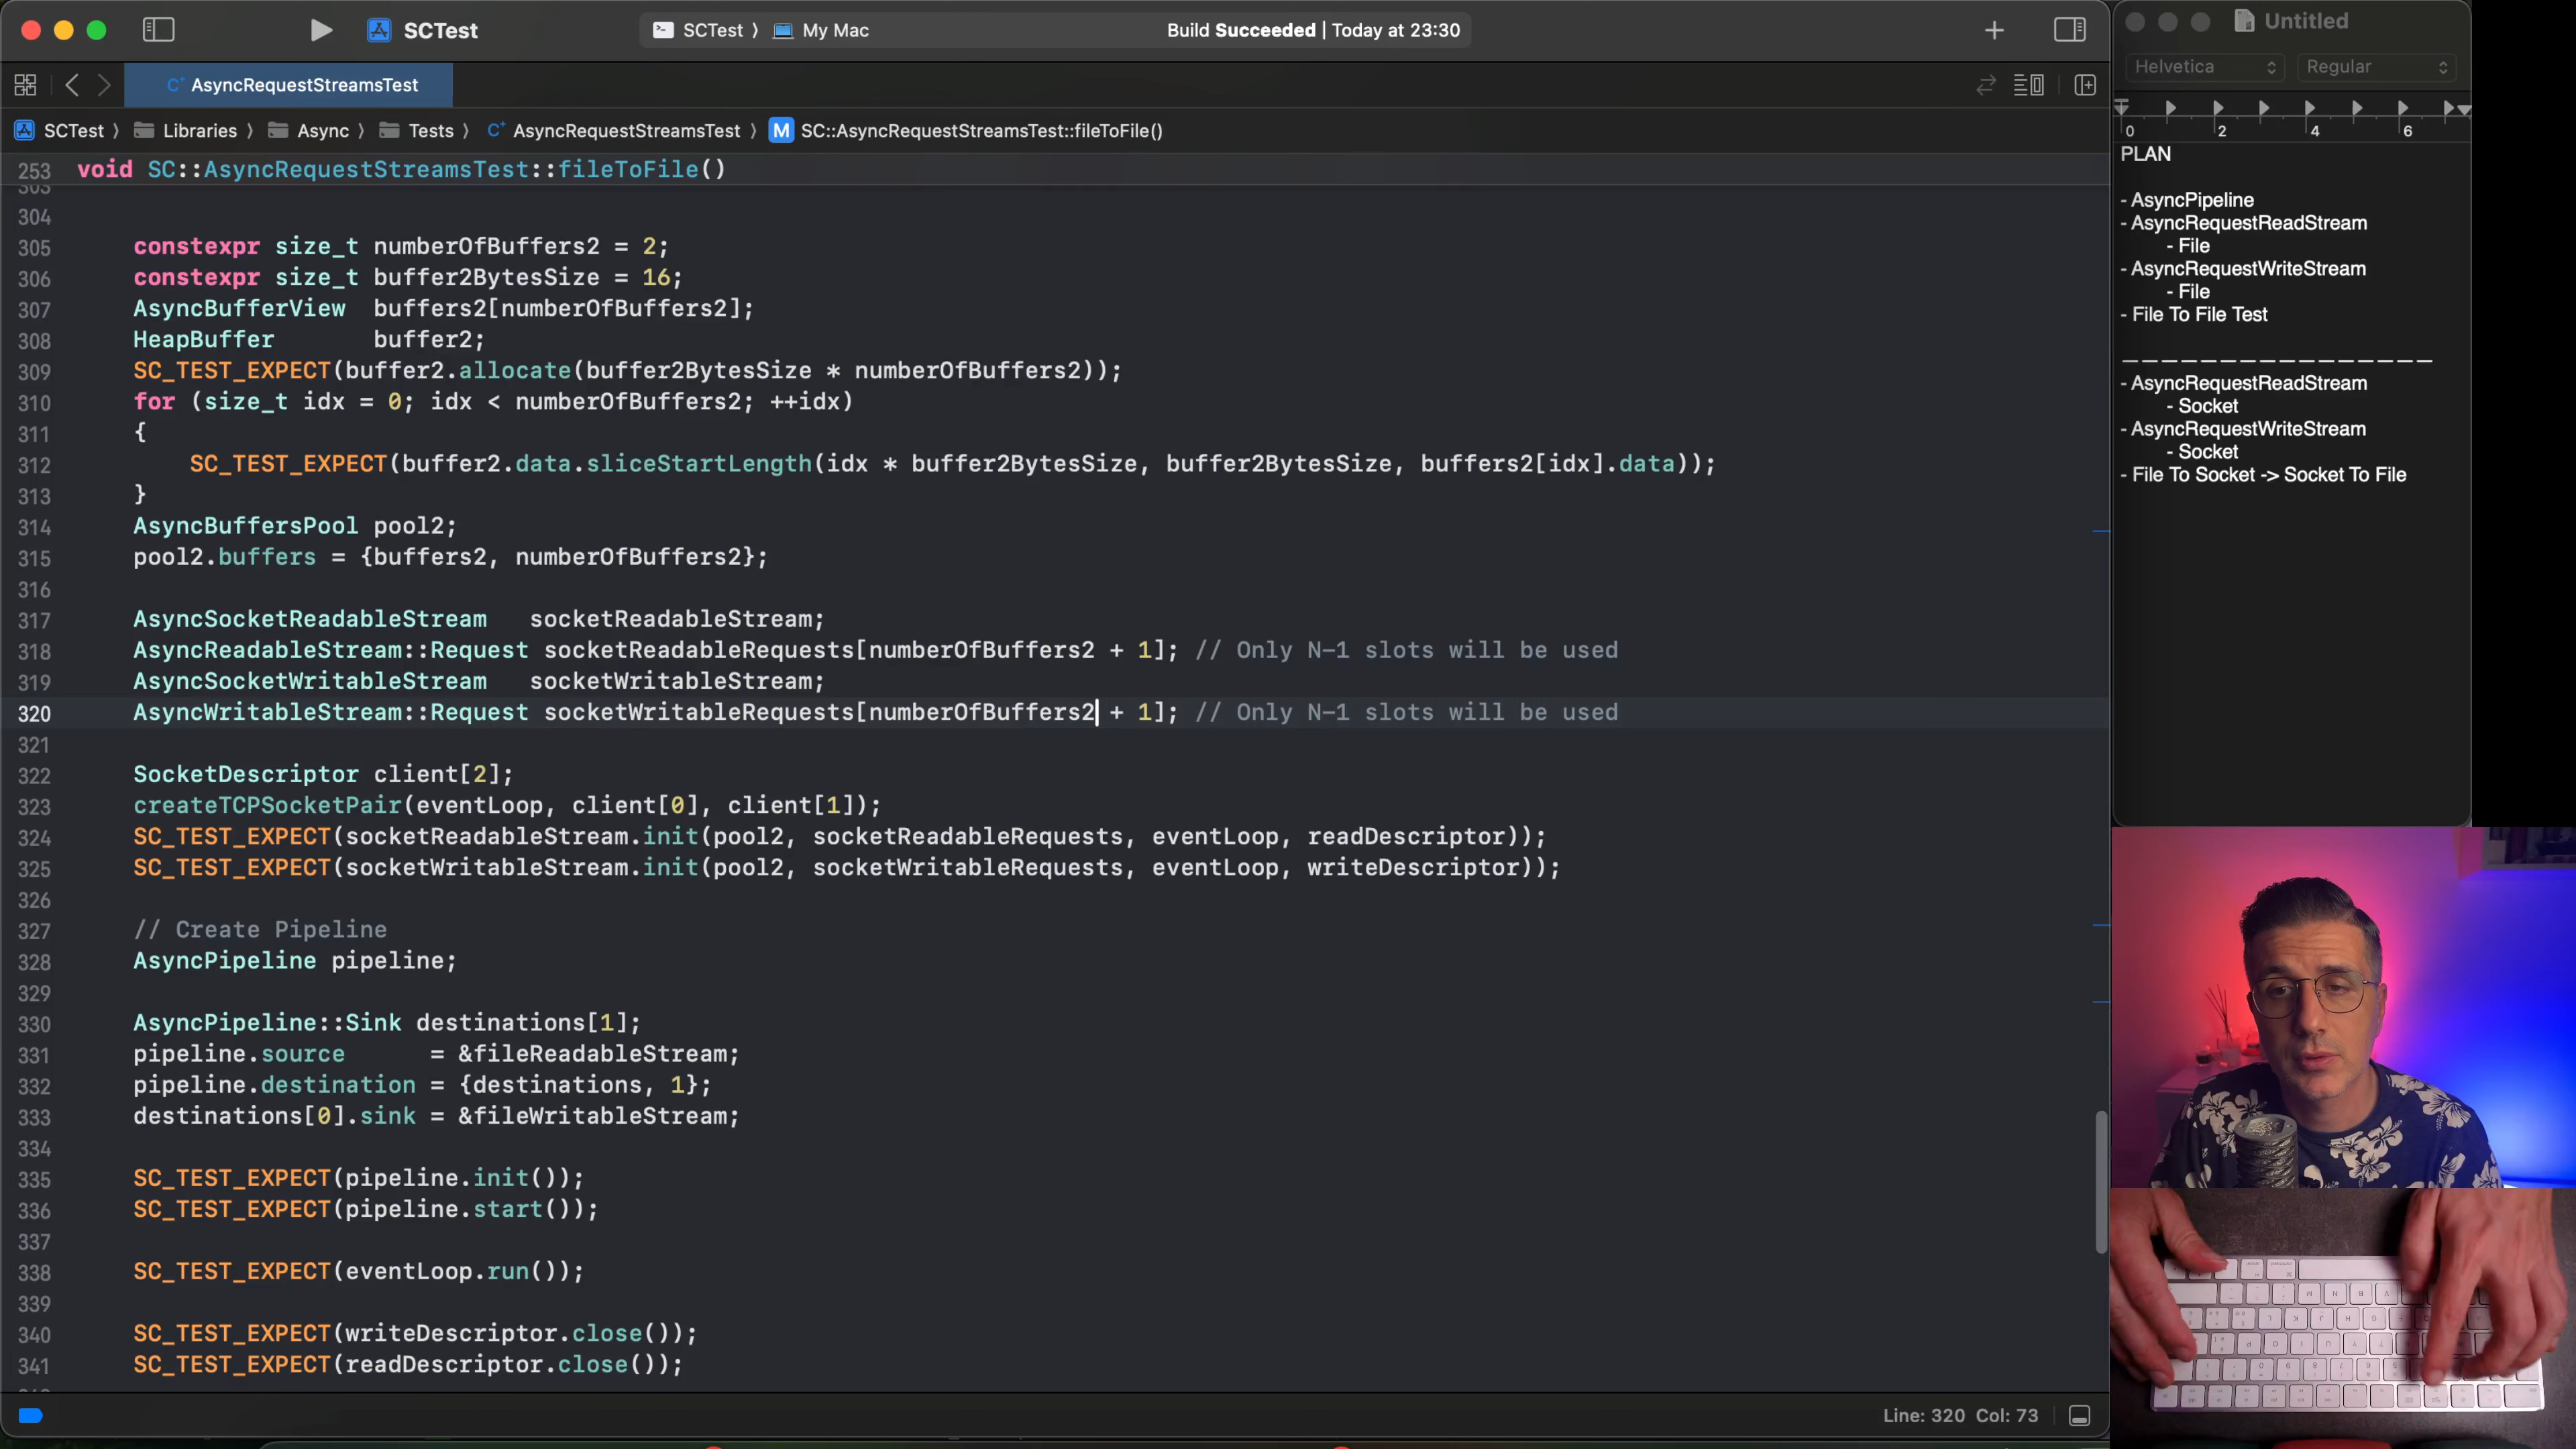 SCTest
SCTest ⟩ My Mac
Build Succeeded | Today at 23:30
AsyncRequestStreamsTest
SCTest ⟩ Libraries ⟩ Async ⟩ Tests ⟩ C+ AsyncRequestStreamsTest ⟩ M SC::AsyncRequestStreamsTest::fileToFile()
253 void SC::AsyncRequestStreamsTest::fileToFile()
303
304
305 constexpr size_t numberOfBuffers2 = 2;
306 constexpr size_t buffer2BytesSize = 16;
307 AsyncBufferView buffers2[numberOfBuffers2];
308 HeapBuffer buffer2;
309 SC_TEST_EXPECT(buffer2.allocate(buffer2BytesSize * numberOfBuffers2));
310 for (size_t idx = 0; idx < numberOfBuffers2; ++idx)
311 {
312 SC_TEST_EXPECT(buffer2.data.sliceStartLength(idx * buffer2BytesSize, buffer2BytesSize, buffers2[idx].data));
313 }
314 AsyncBuffersPool pool2;
315 pool2.buffers = {buffers2, numberOfBuffers2};
316
317 AsyncSocketReadableStream socketReadableStream;
318 AsyncReadableStream::Request socketReadableRequests[numberOfBuffers2 + 1]; // Only N-1 slots will be used
319 AsyncSocketWritableStream socketWritableStream;
320 AsyncWritableStream::Request socketWritableRequests[numberOfBuffers2 + 1]; // Only N-1 slots will be used
321
322 SocketDescriptor client[2];
323 createTCPSocketPair(eventLoop, client[0], client[1]);
324 SC_TEST_EXPECT(socketReadableStream.init(pool2, socketReadableRequests, eventLoop, readDescriptor));
325 SC_TEST_EXPECT(socketWritableStream.init(pool2, socketWritableRequests, eventLoop, writeDescriptor));
326
327 // Create Pipeline
328 AsyncPipeline pipeline;
329
330 AsyncPipeline::Sink destinations[1];
331 pipeline.source = &fileReadableStream;
332 pipeline.destination = {destinations, 1};
333 destinations[0].sink = &fileWritableStream;
334
335 SC_TEST_EXPECT(pipeline.init());
336 SC_TEST_EXPECT(pipeline.start());
337
338 SC_TEST_EXPECT(eventLoop.run());
339
340 SC_TEST_EXPECT(writeDescriptor.close());
341 SC_TEST_EXPECT(readDescriptor.close());
Line: 320 Col: 73
Untitled
Helvetica Regular
0 2 4 6
PLAN
- AsyncPipeline
- AsyncRequestReadStream
- File
- AsyncRequestWriteStream
- File
- File To File Test
________________
- AsyncRequestReadStream
- Socket
- AsyncRequestWriteStream
- Socket
- File To Socket -> Socket To File